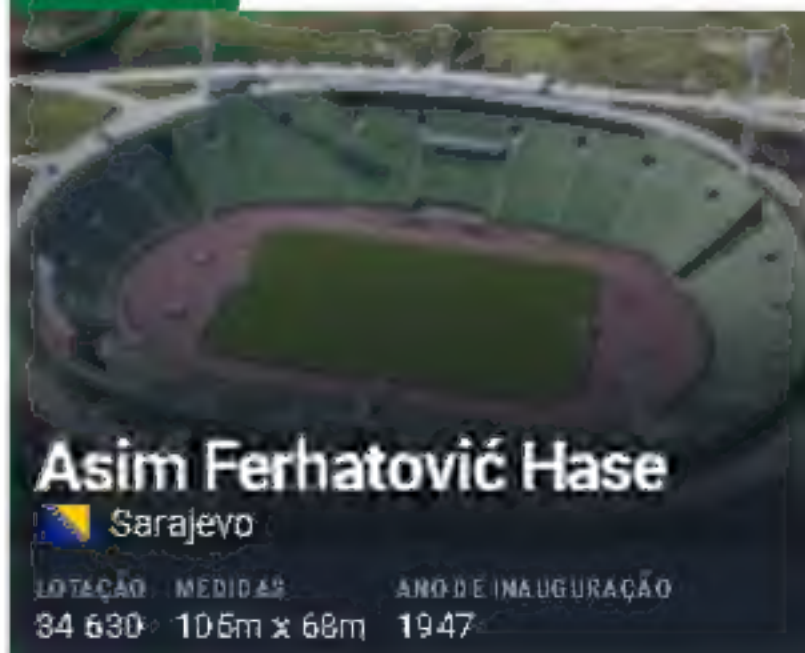 Asim Ferhatović Hase
Sarajevo
LOTAÇÃO MEDIDAS ANO DE INAUGURAÇÃO
34 630 105m x 68m 1947